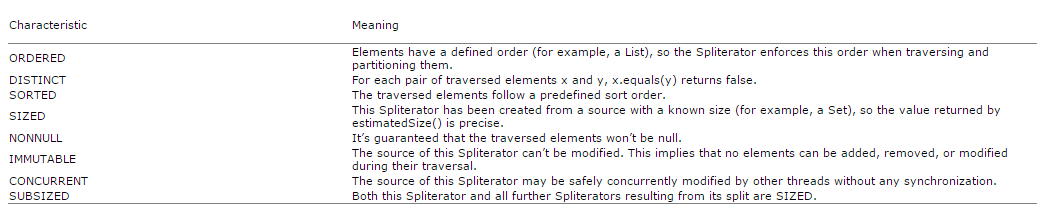 Characteristic Meaning
ORDERED Elements have a defined order (for example, a List), so the Spliterator enforces this order when traversing and
partitioning them.
DISTINCT For each pair of traversed elements x and y, x.equals(y) returns false.
SORTED The traversed elements follow a predefined sort order.
SIZED This Spliterator has been created from a source with a known size (for example, a Set), so the value returned by
estimatedSize() is precise.
NONNULL It’s guaranteed that the traversed elements won’t be null.
IMMUTABLE The source of this Spliterator can’t be modified. This implies that no elements can be added, removed, or modified
during their traversal.
CONCURRENT The source of this Spliterator may be safely concurrently modified by other threads without any synchronization.
SUBSIZED Both this Spliterator and all further Spliterators resulting from its split are SIZED.